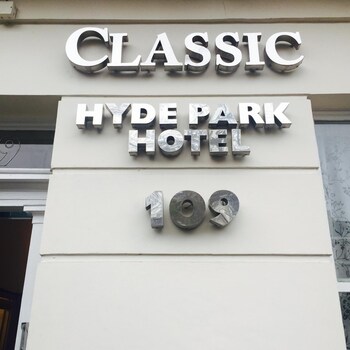 CLASSIC
HYDE PARK
HOTEL
109